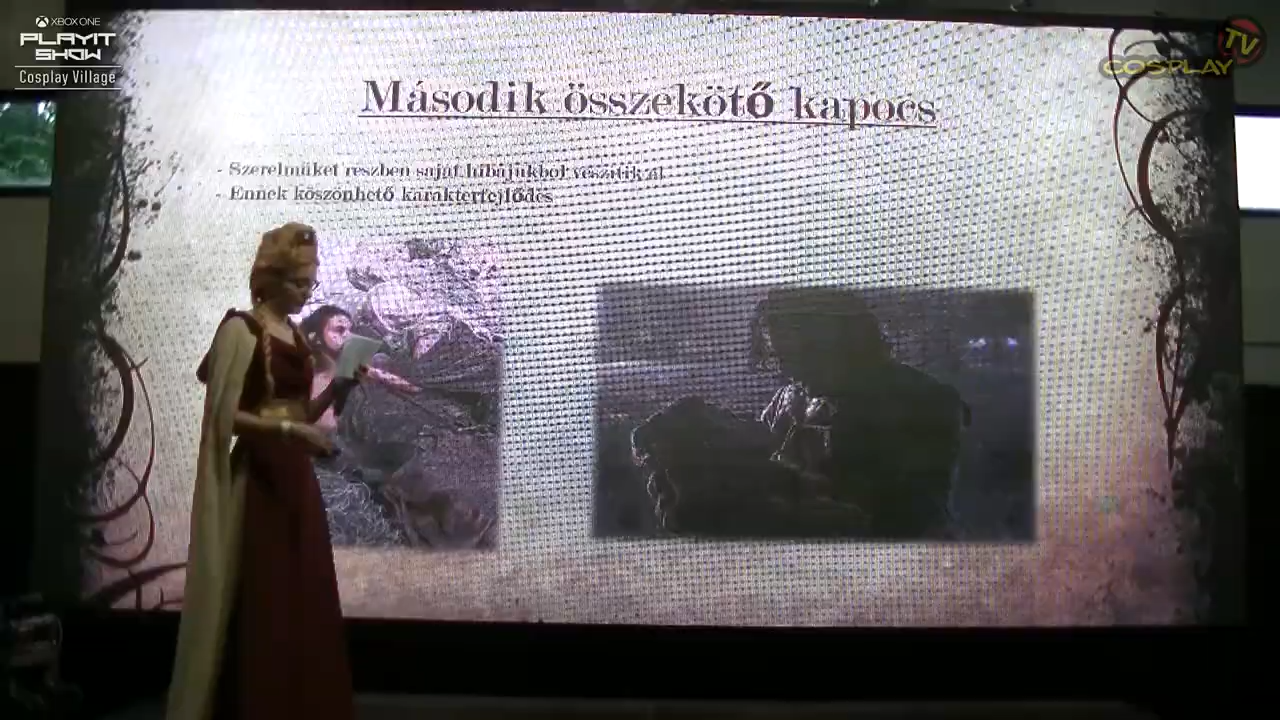 XBOX ONE
PLAYIT
SHOW
Cosplay Village
TV
COSPLAY
Második összekötő kapocs
- Szerelmüket részben saját hibájukból veszítik el
- Ennek köszönhető karakterfejlődés